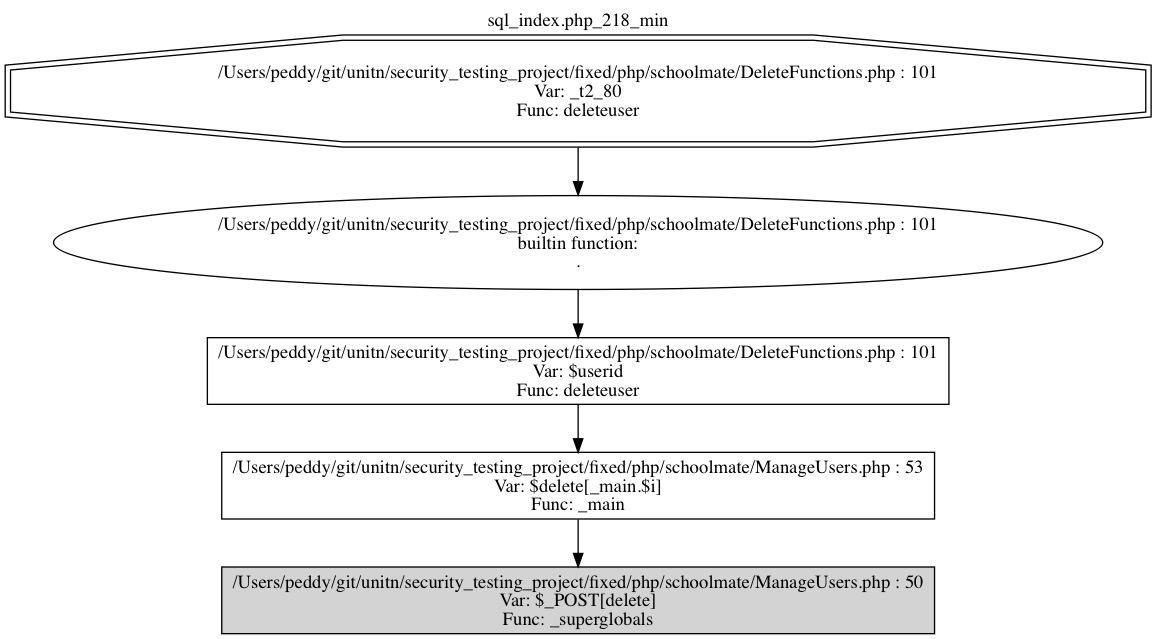 sql_index.php_218_min
/Users/peddy/git/unitn/security_testing_project/fixed/php/schoolmate/DeleteFunctions.php : 101
Var: _t2_80
Func: deleteuser
/Users/peddy/git/unitn/security_testing_project/fixed/php/schoolmate/DeleteFunctions.php : 101
builtin function:
.
/Users/peddy/git/unitn/security_testing_project/fixed/php/schoolmate/DeleteFunctions.php : 101
Var: $userid
Func: deleteuser
/Users/peddy/git/unitn/security_testing_project/fixed/php/schoolmate/ManageUsers.php : 53
Var: $delete[_main.$i]
Func: _main
/Users/peddy/git/unitn/security_testing_project/fixed/php/schoolmate/ManageUsers.php : 50
Var: $_POST[delete]
Func: _superglobals